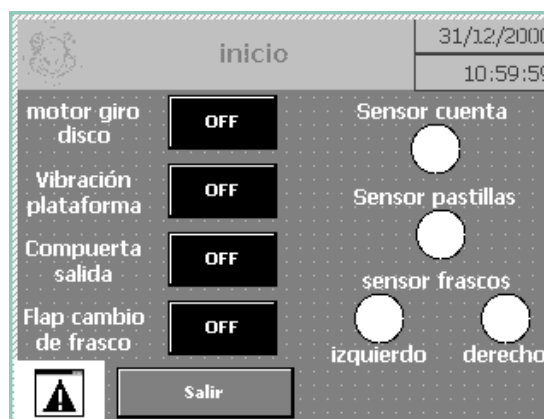 inicio
31/12/2000
10:59:59
motor giro
disco
OFF
Sensor cuenta
Vibración
plataforma
OFF
Sensor pastillas
Compuerta
salida
OFF
sensor frascos
Flap cambio
de frasco
OFF
izquierdo
derecho
Salir